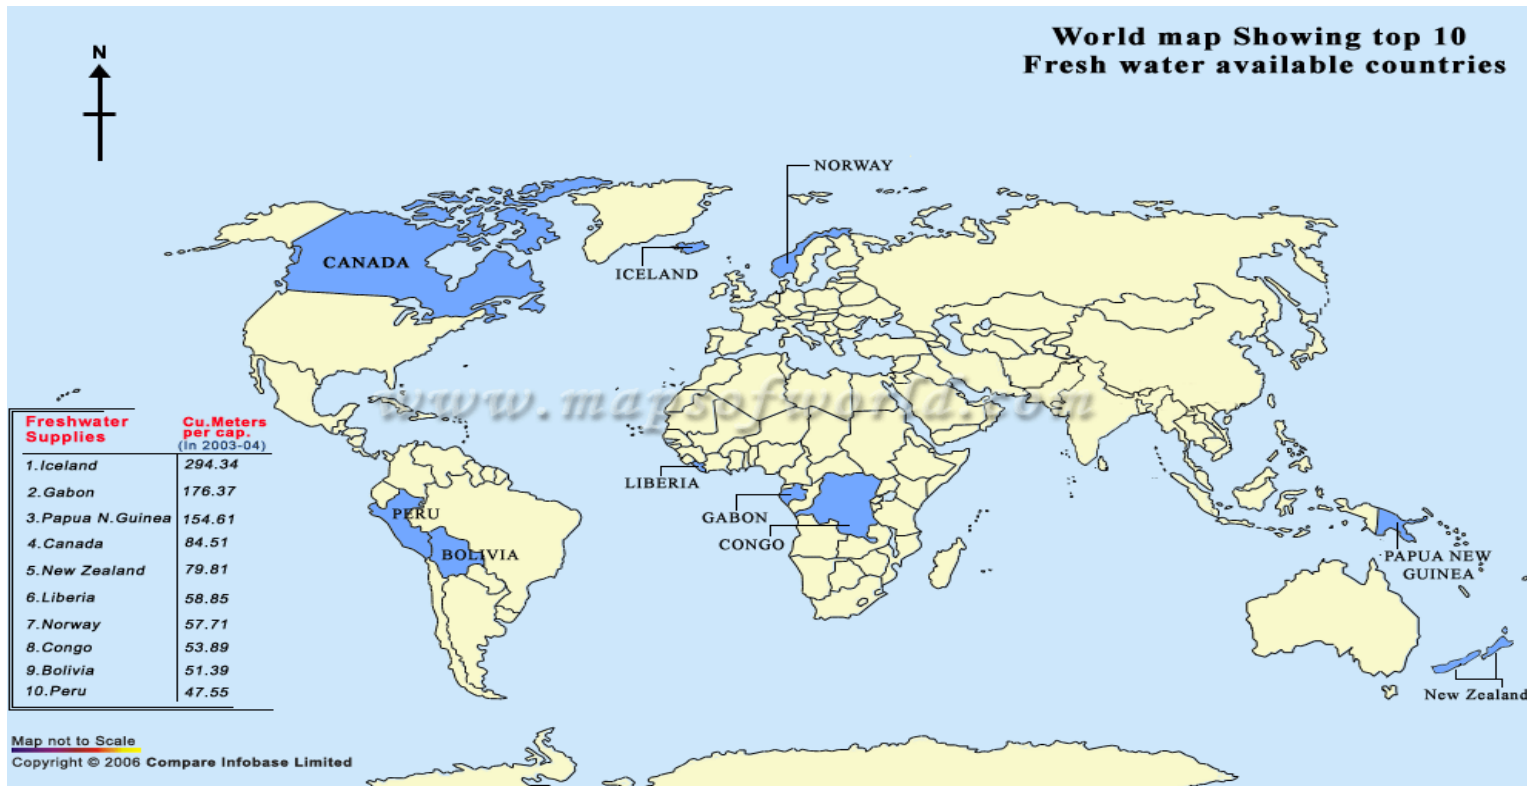 World map Showing top 10
Fresh water available countries
N
NORWAY
CANADA
ICELAND
www.mapsofworld.com
LIBERIA
GABON
CONGO
PERU
BOLIVIA
PAPUA NEW
GUINEA
New Zealand
Freshwater Supplies Cu.Meters per cap. (In 2003-04)
1.Iceland 294.34
2.Gabon 176.37
3.Papua N.Guinea 154.61
4.Canada 84.51
5.New Zealand 79.81
6.Liberia 58.85
7.Norway 57.71
8.Congo 53.89
9.Bolivia 51.39
10.Peru 47.55
Map not to Scale
Copyright © 2006 Compare Infobase Limited